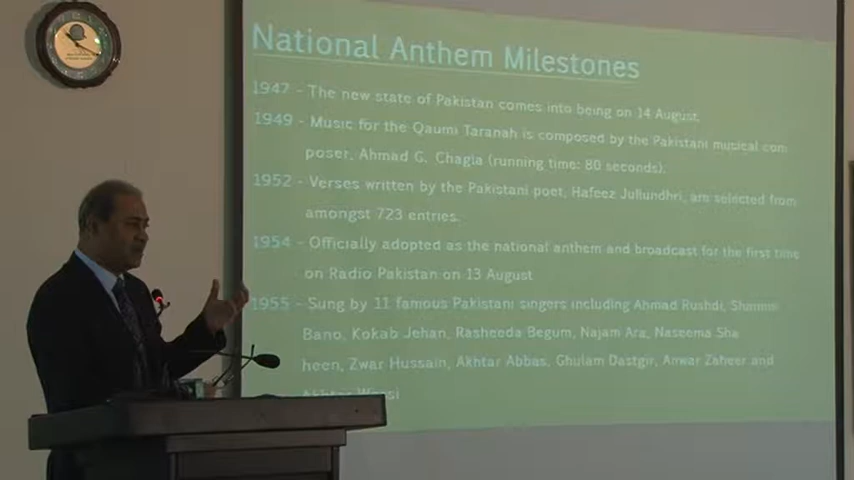 National Anthem Milestones
1947 - The new state of Pakistan comes into being on 14 August.
1949 - Music for the Qaumi Taranah is composed by the Pakistani musical com
poser, Ahmad G. Chagla (running time: 80 seconds).
1952 - Verses written by the Pakistani poet, Hafeez Jullundhri, are selected from
amongst 723 entries.
1954 - Officially adopted as the national anthem and broadcast for the first time
on Radio Pakistan on 13 August
1955 - Sung by 11 famous Pakistani singers including Ahmad Rushdi, Shamim
Bano, Kokab Jehan, Rasheeda Begum, Najam Ara, Naseema Sha
heen, Zwar Hussain, Akhtar Abbas, Ghulam Dastgir, Anwar Zaheer and
Akhtar Wassi